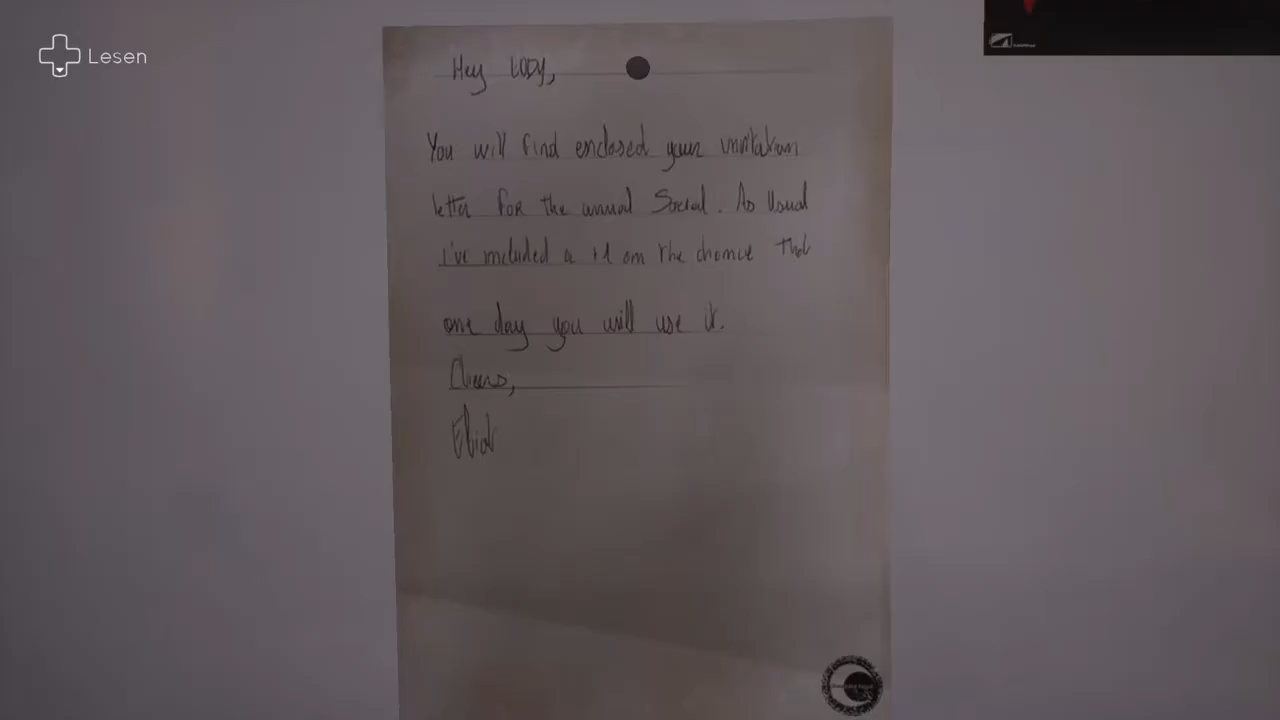 Lesen
Hey LODY,
You will find enclosed your invitation
letter for the annual Social. As Usual
i've included a +1 on the chance that
one day you will use it.
Cheers,
Eliot